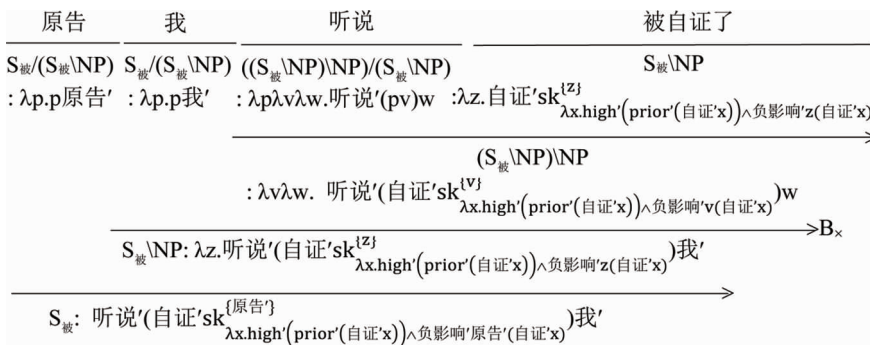 原告 我 听说 被自证了
S被/(S被\NP) S被/(S被\NP) ((S被\NP)\NP)/(S被\NP) S被\NP
: λp.p原告′ : λp.p我′ : λpλvλw.听说′(pv)w :λz.自证′sk{z}λx.high′(prior′(自证′x))∧负影响′z(自证′x)
(S被\NP)\NP
: λvλw. 听说′(自证′sk{v}λx.high′(prior′(自证′x))∧负影响′v(自证′x))w
B×
S被\NP: λz.听说′(自证′sk{z}λx.high′(prior′(自证′x))∧负影响′z(自证′x))我′
S被: 听说′(自证′sk{原告′}λx.high′(prior′(自证′x))∧负影响′原告′(自证′x))我′